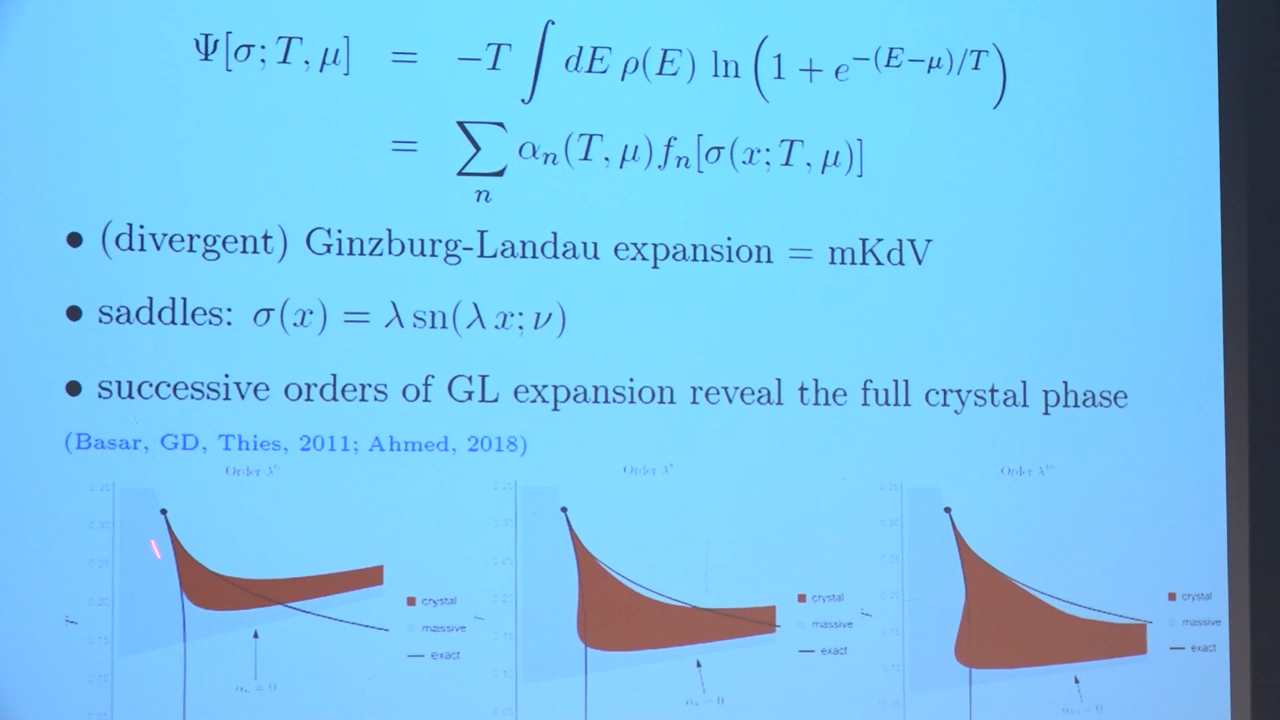 Ψ[σ; T, μ] = −T ∫ dE ρ(E) ln (1 + e^{−(E−μ)/T})
= ∑_n α_n(T, μ) f_n[σ(x; T, μ)]
• (divergent) Ginzburg-Landau expansion = mKdV
• saddles: σ(x) = λ sn(λ x; ν)
• successive orders of GL expansion reveal the full crystal phase
(Basar, GD, Thies, 2011; Ahmed, 2018)
Order Order Order
crystal crystal crystal
massive massive massive
exact exact exact